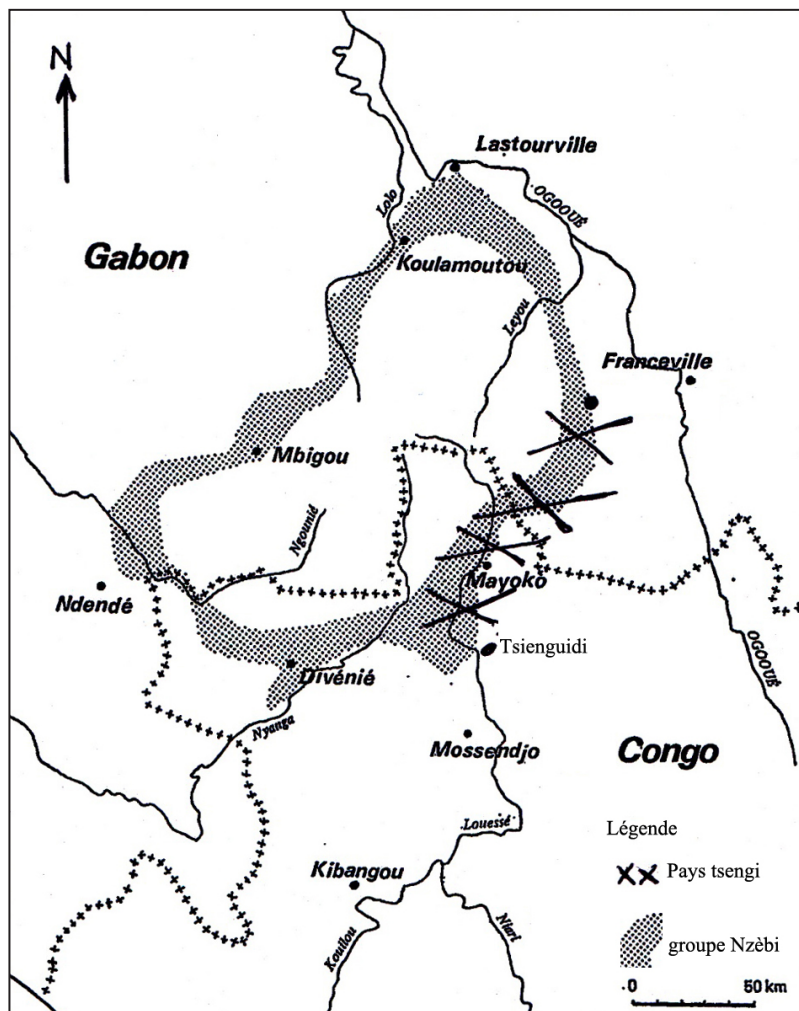 N
Lastourville
OGOOUÉ
Lolo
Gabon
Koulamoutou
Leyou
Franceville
Mbigou
Ngounié
Mayoko
Ndendé
Tsienguidi
Divénié
OGOOUÉ
Nyanga
Mossendjo
Congo
Louessé
Légende
Pays tsengi
Kibangou
Niari
Kouilou
groupe Nzèbi
0 50 km